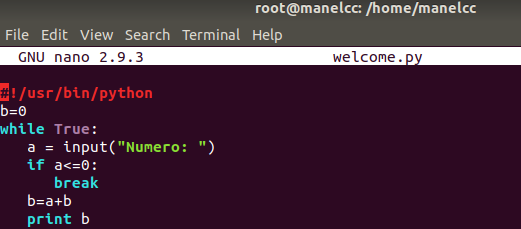 root@manelcc: /home/manelcc
File Edit View Search Terminal Help
GNU nano 2.9.3 welcome.py
#!/usr/bin/python
b=0
while True:
   a = input("Numero: ")
   if a<=0:
      break
   b=a+b
   print b